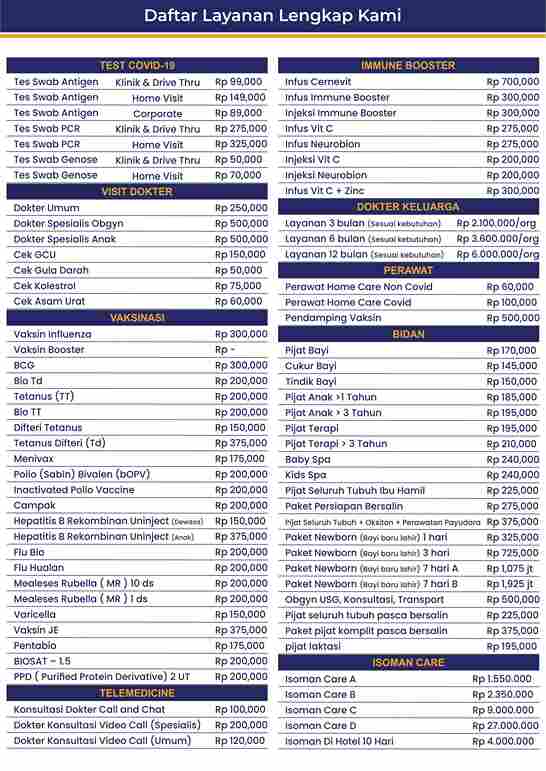 Daftar Layanan Lengkap Kami
TEST COVID-19
Tes Swab Antigen Klinik & Drive Thru Rp 99,000
Tes Swab Antigen Home Visit Rp 149,000
Tes Swab Antigen Corporate Rp 89,000
Tes Swab PCR Klinik & Drive Thru Rp 275,000
Tes Swab PCR Home Visit Rp 325,000
Tes Swab Genose Klinik & Drive Thru Rp 50,000
Tes Swab Genose Home Visit Rp 70,000
VISIT DOKTER
Dokter Umum Rp 250,000
Dokter Spesialis Obgyn Rp 500,000
Dokter Spesialis Anak Rp 500,000
Cek GCU Rp 150,000
Cek Gula Darah Rp 50,000
Cek Kolestrol Rp 75,000
Cek Asam Urat Rp 60,000
VAKSINASI
Vaksin Influenza Rp 300,000
Vaksin Booster Rp -
BCG Rp 300,000
Bio Td Rp 200,000
Tetanus (TT) Rp 200,000
Bio TT Rp 200,000
Difteri Tetanus Rp 150,000
Tetanus Difteri (Td) Rp 375,000
Menivax Rp 175,000
Polio (Sabin) Bivalen (bOPV) Rp 200,000
Inactivated Polio Vaccine Rp 200,000
Campak Rp 200,000
Hepatitis B Rekombinan Uninject (Dewasa) Rp 150,000
Hepatitis B Rekombinan Uninject (Anak) Rp 375,000
Flu Bio Rp 200,000
Flu Hualan Rp 200,000
Mealeses Rubella ( MR ) 10 ds Rp 200,000
Mealeses Rubella ( MR ) 1 ds Rp 200,000
Varicella Rp 150,000
Vaksin JE Rp 375,000
Pentabio Rp 175,000
BIOSAT – 1.5 Rp 200,000
PPD ( Purified Protein Derivative) 2 UT Rp 200,000
TELEMEDICINE
Konsultasi Dokter Call and Chat Rp 100,000
Dokter Konsultasi Video Call (Spesialis) Rp 200,000
Dokter Konsultasi Video Call (Umum) Rp 120,000
IMMUNE BOOSTER
Infus Cernevit Rp 700,000
Infus Immune Booster Rp 300,000
Injeksi Immune Booster Rp 300,000
Infus Vit C Rp 275,000
Infus Neurobion Rp 275,000
Injeksi Vit C Rp 200,000
Injeksi Neurobion Rp 200,000
Infus Vit C + Zinc Rp 300,000
DOKTER KELUARGA
Layanan 3 bulan (Sesuai kebutuhan) Rp 2.100.000/org
Layanan 6 bulan (Sesuai kebutuhan) Rp 3.600.000/org
Layanan 12 bulan (Sesuai kebutuhan) Rp 6.000.000/org
PERAWAT
Perawat Home Care Non Covid Rp 60,000
Perawat Home Care Covid Rp 100,000
Pendamping Vaksin Rp 500,000
BIDAN
Pijat Bayi Rp 170,000
Cukur Bayi Rp 145,000
Tindik Bayi Rp 150,000
Pijat Anak >1 Tahun Rp 185,000
Pijat Anak > 3 Tahun Rp 195,000
Pijat Terapi Rp 195,000
Pijat Terapi > 3 Tahun Rp 210,000
Baby Spa Rp 240,000
Kids Spa Rp 240,000
Pijat Seluruh Tubuh Ibu Hamil Rp 225,000
Paket Persiapan Bersalin Rp 275,000
Pijat Seluruh Tubuh + Oksiton + Perawatan Payudara Rp 375,000
Paket Newborn (Bayi baru lahir) 1 hari Rp 325,000
Paket Newborn (Bayi baru lahir) 3 hari Rp 725,000
Paket Newborn (Bayi baru lahir) 7 hari A Rp 1,075 jt
Paket Newborn (Bayi baru lahir) 7 hari B Rp 1,925 jt
Obgyn USG, Konsultasi, Transport Rp 500,000
Pijat seluruh tubuh pasca bersalin Rp 225,000
Paket pijat komplit pasca bersalin Rp 375,000
pijat laktasi Rp 195,000
ISOMAN CARE
Isoman Care A Rp 1.550.000
Isoman Care B Rp 2.350.000
Isoman Care C Rp 9.000.000
Isoman Care D Rp 27.000.000
Isoman Di Hotel 10 Hari Rp 4.000.000